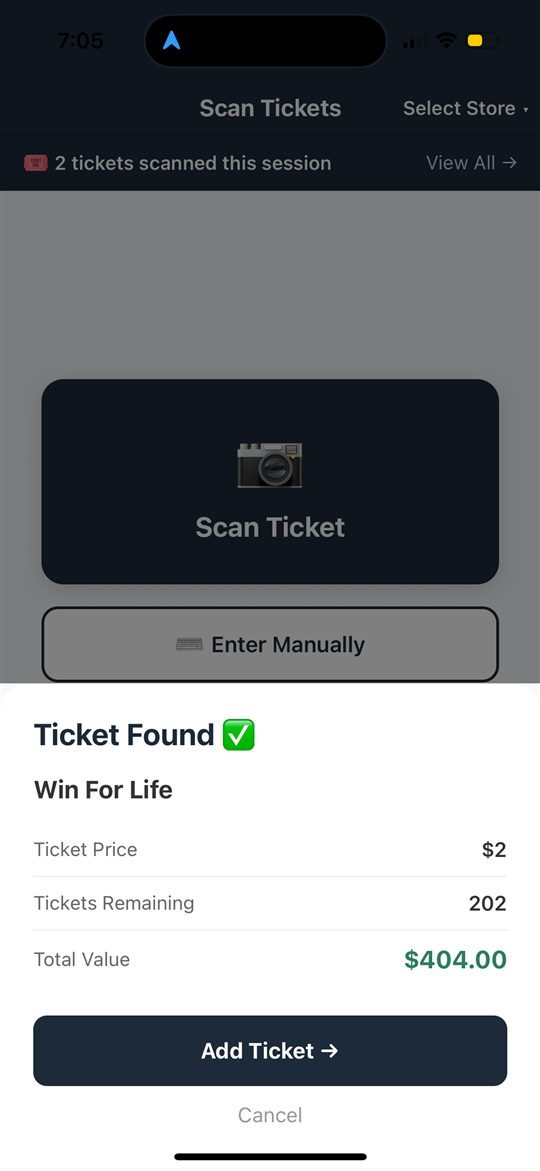 7:05
Scan Tickets
Select Store ▾
2 tickets scanned this session
View All →
Scan Ticket
Enter Manually
Ticket Found ✅
Win For Life
Ticket Price
$2
Tickets Remaining
202
Total Value
$404.00
Add Ticket →
Cancel